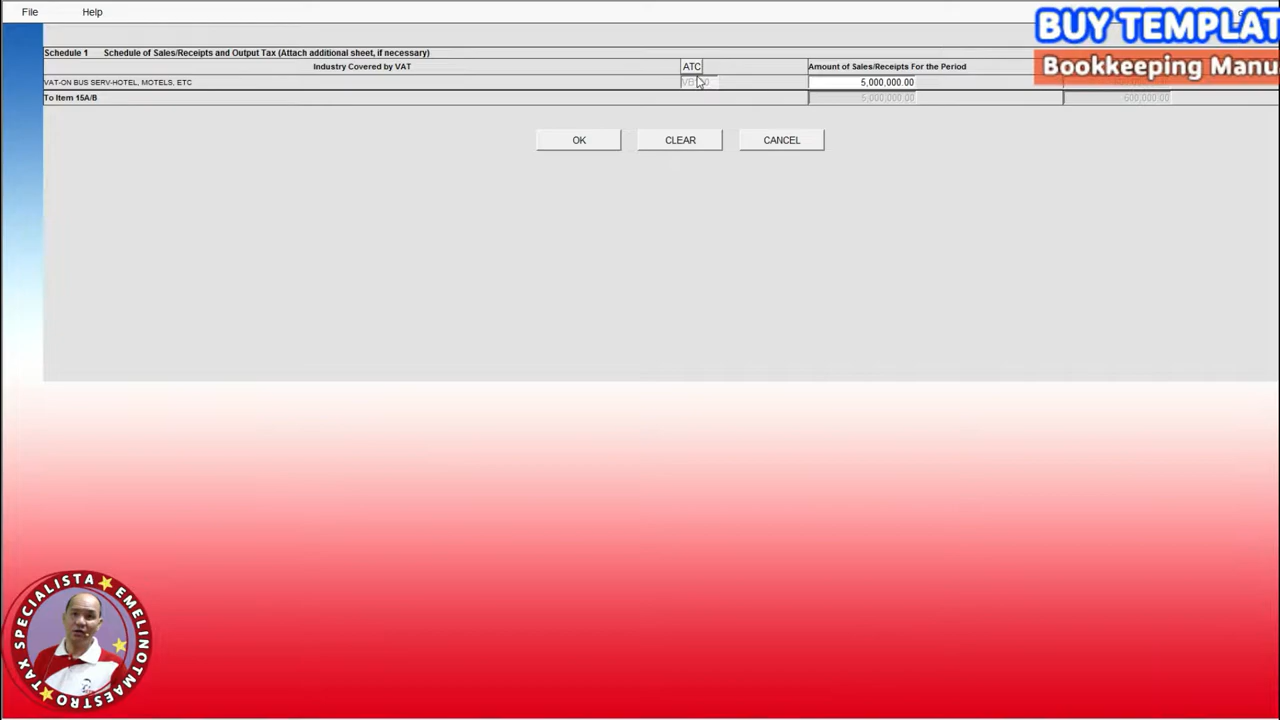 File Help
BUY TEMPLAT
Bookkeeping Manu
Schedule 1 Schedule of Sales/Receipts and Output Tax (Attach additional sheet, if necessary)
Industry Covered by VAT ATC Amount of Sales/Receipts For the Period
VAT-ON BUS SERV-HOTEL, MOTELS, ETC 5,000,000.00
To Item 15A/B 5,000,000.00 600,000.00
OK CLEAR CANCEL
TAX SPECIALISTA EMELINOTMAESTRO